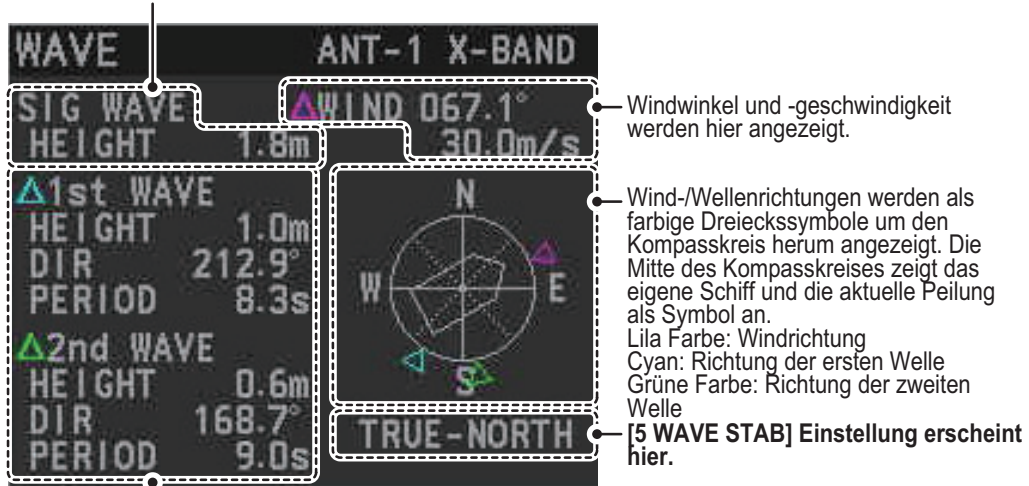 WAVE ANT-1 X-BAND
SIG WAVE
HEIGHT 1.8m
△WIND 067.1°
30.0m/s
△1st WAVE
HEIGHT 1.0m
DIR 212.9°
PERIOD 8.3s
△2nd WAVE
HEIGHT 0.6m
DIR 168.7°
PERIOD 9.0s
N
W E
S
TRUE-NORTH
Windwinkel und -geschwindigkeit
werden hier angezeigt.
Wind-/Wellenrichtungen werden als
farbige Dreieckssymbole um den
Kompasskreis herum angezeigt. Die
Mitte des Kompasskreises zeigt das
eigene Schiff und die aktuelle Peilung
als Symbol an.
Lila Farbe: Windrichtung
Cyan: Richtung der ersten Welle
Grüne Farbe: Richtung der zweiten
Welle
[5 WAVE STAB] Einstellung erscheint
hier.